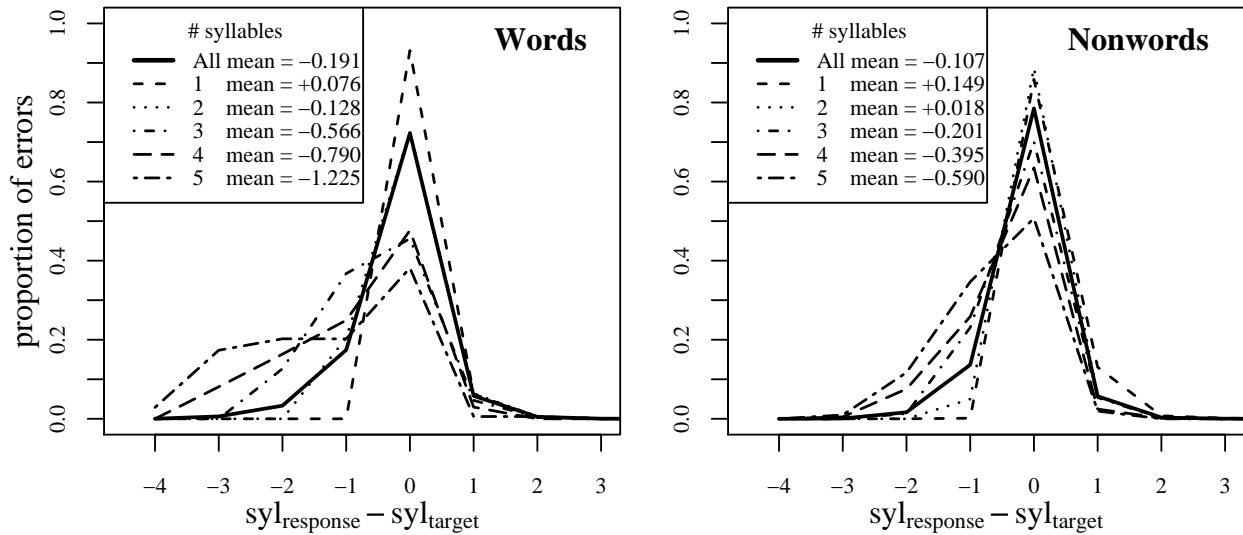 proportion of errors
0.0 0.2 0.4 0.6 0.8 1.0
# syllables
All mean = −0.191
1 mean = +0.076
2 mean = −0.128
3 mean = −0.566
4 mean = −0.790
5 mean = −1.225
Words
−4 −3 −2 −1 0 1 2 3
syl_response − syl_target
0.0 0.2 0.4 0.6 0.8 1.0
# syllables
All mean = −0.107
1 mean = +0.149
2 mean = +0.018
3 mean = −0.201
4 mean = −0.395
5 mean = −0.590
Nonwords
−4 −3 −2 −1 0 1 2 3
syl_response − syl_target